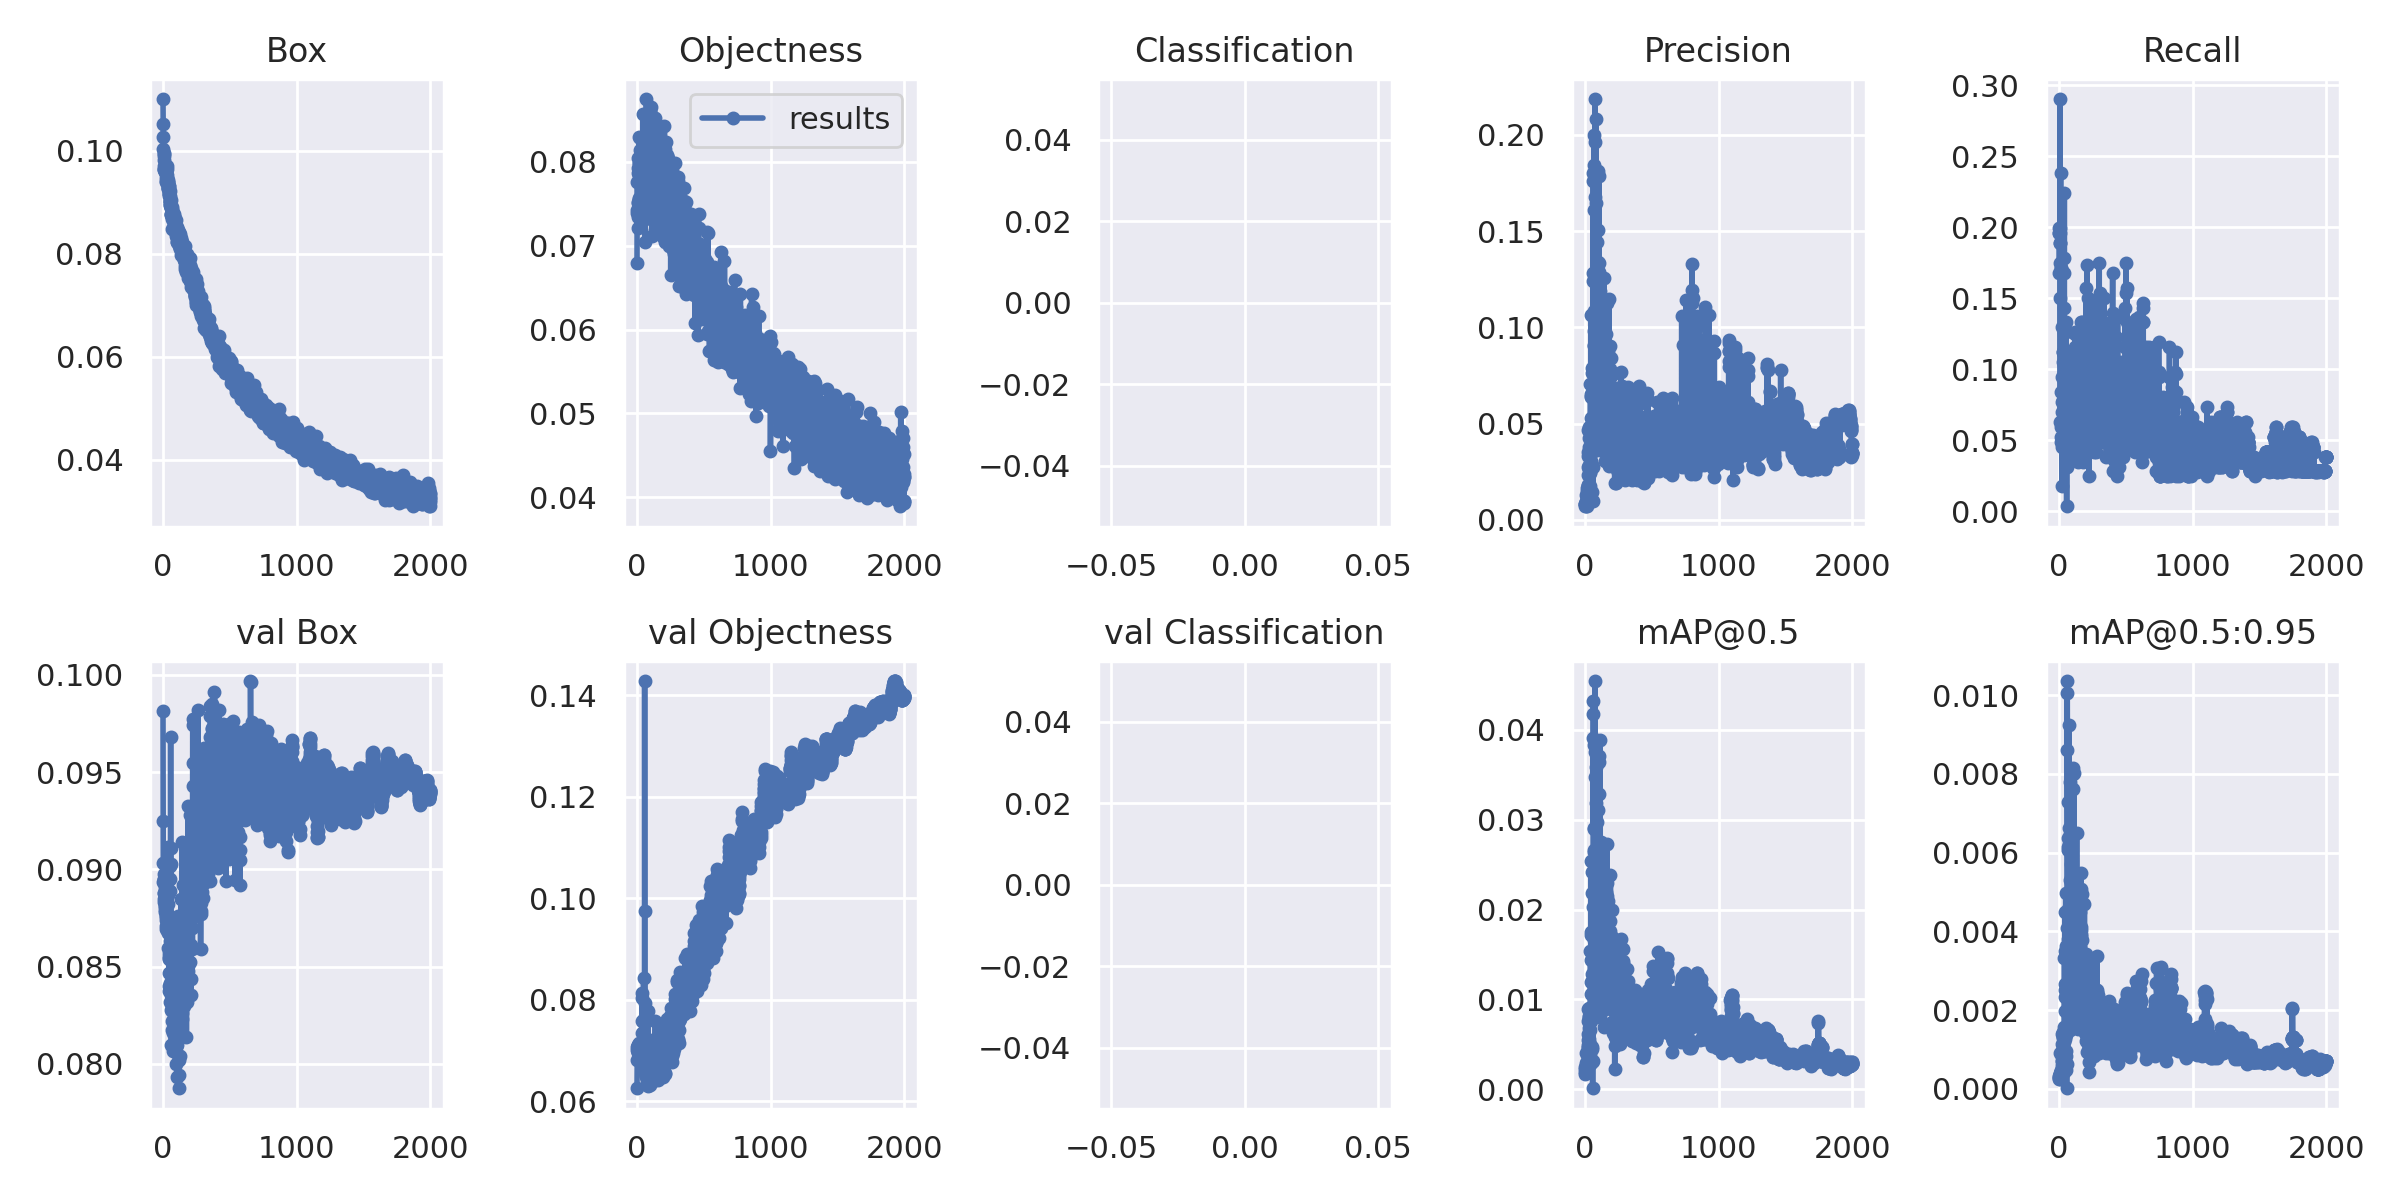 Box
Objectness
Classification
Precision
Recall
0.10
0.08
0.06
0.04
0 1000 2000
results
0.08
0.07
0.06
0.05
0.04
0 1000 2000
0.04
0.02
0.00
−0.02
−0.04
−0.05 0.00 0.05
0.20
0.15
0.10
0.05
0.00
0 1000 2000
0.30
0.25
0.20
0.15
0.10
0.05
0.00
0 1000 2000
val Box
val Objectness
val Classification
mAP@0.5
mAP@0.5:0.95
0.100
0.095
0.090
0.085
0.080
0 1000 2000
0.14
0.12
0.10
0.08
0.06
0 1000 2000
0.04
0.02
0.00
−0.02
−0.04
−0.05 0.00 0.05
0.04
0.03
0.02
0.01
0.00
0 1000 2000
0.010
0.008
0.006
0.004
0.002
0.000
0 1000 2000